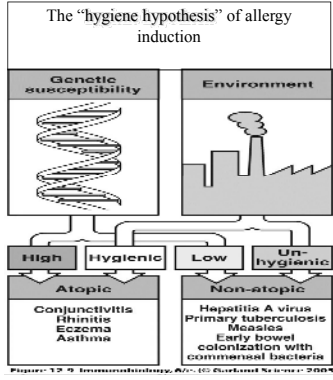 The “hygiene hypothesis” of allergy
induction
Genetic
susceptibility
Environment
High
Hygienic
Low
Un-
hygienic
Atopic
Non-atopic
Conjunctivitis
Rhinitis
Eczema
Asthma
Hepatitis A virus
Primary tuberculosis
Measles
Early bowel
colonization with
commensal bacteria
Figure 12-9 Immunobiology, 6/e. (© Garland Science